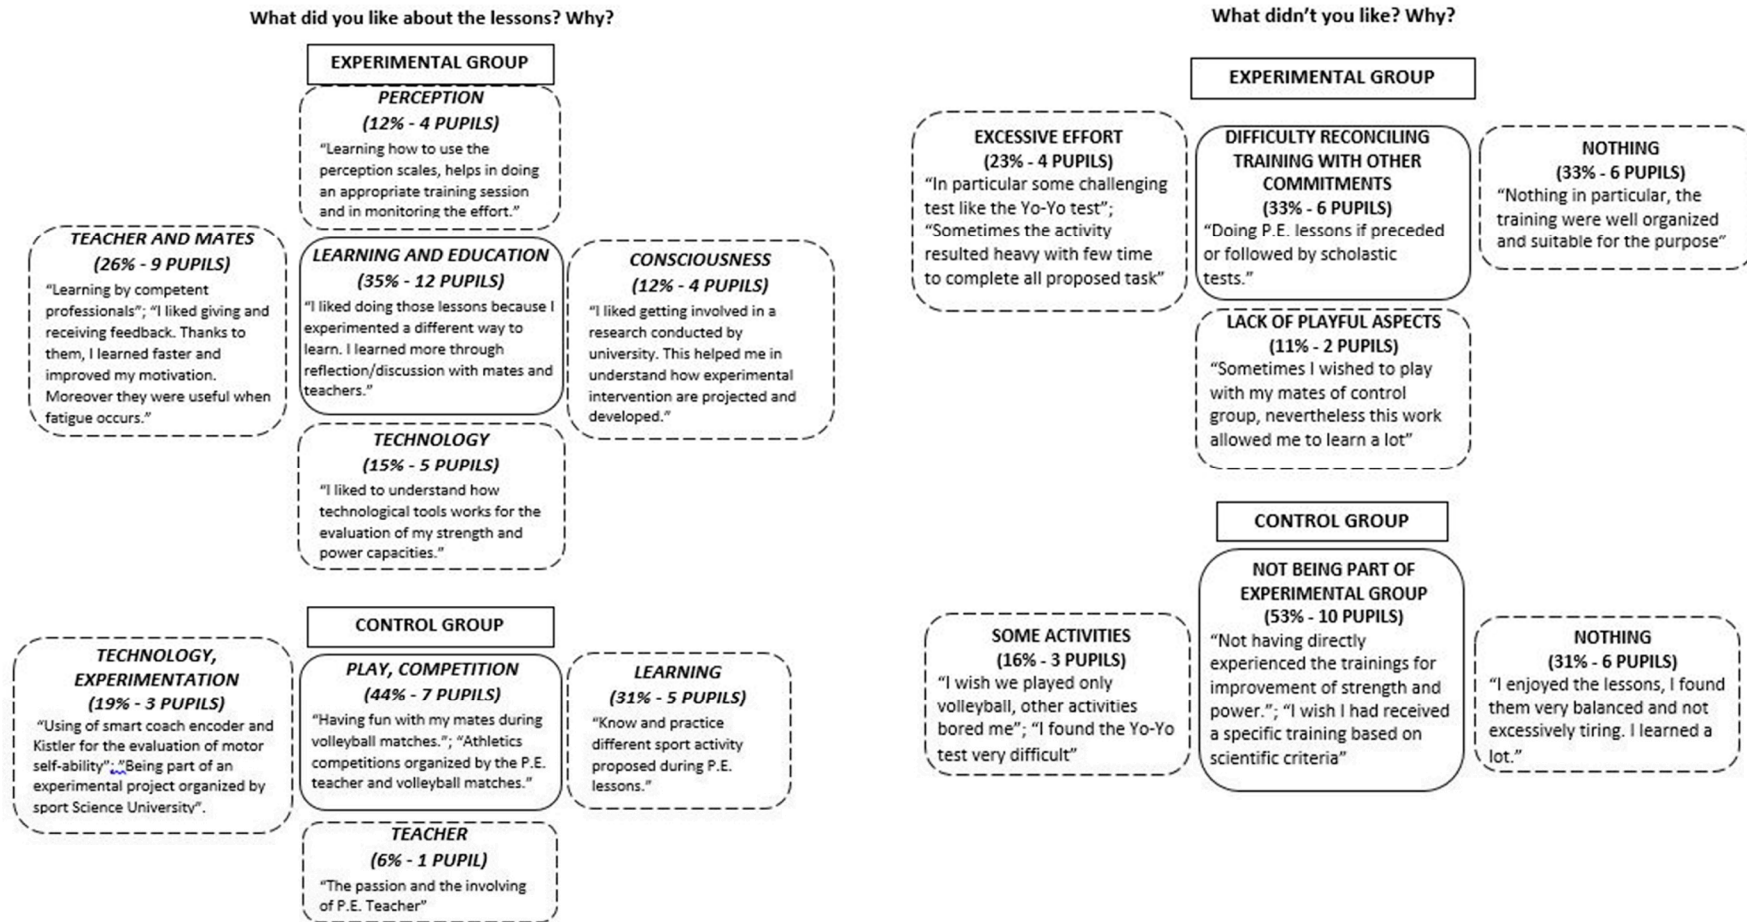 What did you like about the lessons? Why?
EXPERIMENTAL GROUP
PERCEPTION
(12% - 4 PUPILS)
“Learning how to use the
perception scales, helps in doing
an appropriate training session
and in monitoring the effort.”
TEACHER AND MATES
(26% - 9 PUPILS)
“Learning by competent
professionals”; “I liked giving and
receiving feedback. Thanks to
them, I learned faster and
improved my motivation.
Moreover they were useful when
fatigue occurs.”
LEARNING AND EDUCATION
(35% - 12 PUPILS)
“I liked doing those lessons because I
experimented a different way to
learn. I learned more through
reflection/discussion with mates and
teachers.”
CONSCIOUSNESS
(12% - 4 PUPILS)
“I liked getting involved in a
research conducted by
university. This helped me in
understand how experimental
intervention are projected and
developed.”
TECHNOLOGY
(15% - 5 PUPILS)
“I liked to understand how
technological tools works for the
evaluation of my strength and
power capacities.”
CONTROL GROUP
TECHNOLOGY,
EXPERIMENTATION
(19% - 3 PUPILS)
“Using of smart coach encoder and
Kistler for the evaluation of motor
self-ability”; “Being part of an
experimental project organized by
sport Science University”.
PLAY, COMPETITION
(44% - 7 PUPILS)
“Having fun with my mates during
volleyball matches.”; “Athletics
competitions organized by the P.E.
teacher and volleyball matches.”
LEARNING
(31% - 5 PUPILS)
“Know and practice
different sport activity
proposed during P.E.
lessons.”
TEACHER
(6% - 1 PUPIL)
“The passion and the involving
of P.E. Teacher”
What didn’t you like? Why?
EXPERIMENTAL GROUP
EXCESSIVE EFFORT
(23% - 4 PUPILS)
“In particular some challenging
test like the Yo-Yo test”;
“Sometimes the activity
resulted heavy with few time
to complete all proposed task”
DIFFICULTY RECONCILING
TRAINING WITH OTHER
COMMITMENTS
(33% - 6 PUPILS)
“Doing P.E. lessons if preceded
or followed by scholastic
tests.”
NOTHING
(33% - 6 PUPILS)
“Nothing in particular, the
training were well organized
and suitable for the purpose”
LACK OF PLAYFUL ASPECTS
(11% - 2 PUPILS)
“Sometimes I wished to play
with my mates of control
group, nevertheless this work
allowed me to learn a lot”
CONTROL GROUP
SOME ACTIVITIES
(16% - 3 PUPILS)
“I wish we played only
volleyball, other activities
bored me”; “I found the Yo-Yo
test very difficult”
NOT BEING PART OF
EXPERIMENTAL GROUP
(53% - 10 PUPILS)
“Not having directly
experienced the trainings for
improvement of strength and
power.”; “I wish I had received
a specific training based on
scientific criteria”
NOTHING
(31% - 6 PUPILS)
“I enjoyed the lessons, I found
them very balanced and not
excessively tiring. I learned a
lot.”